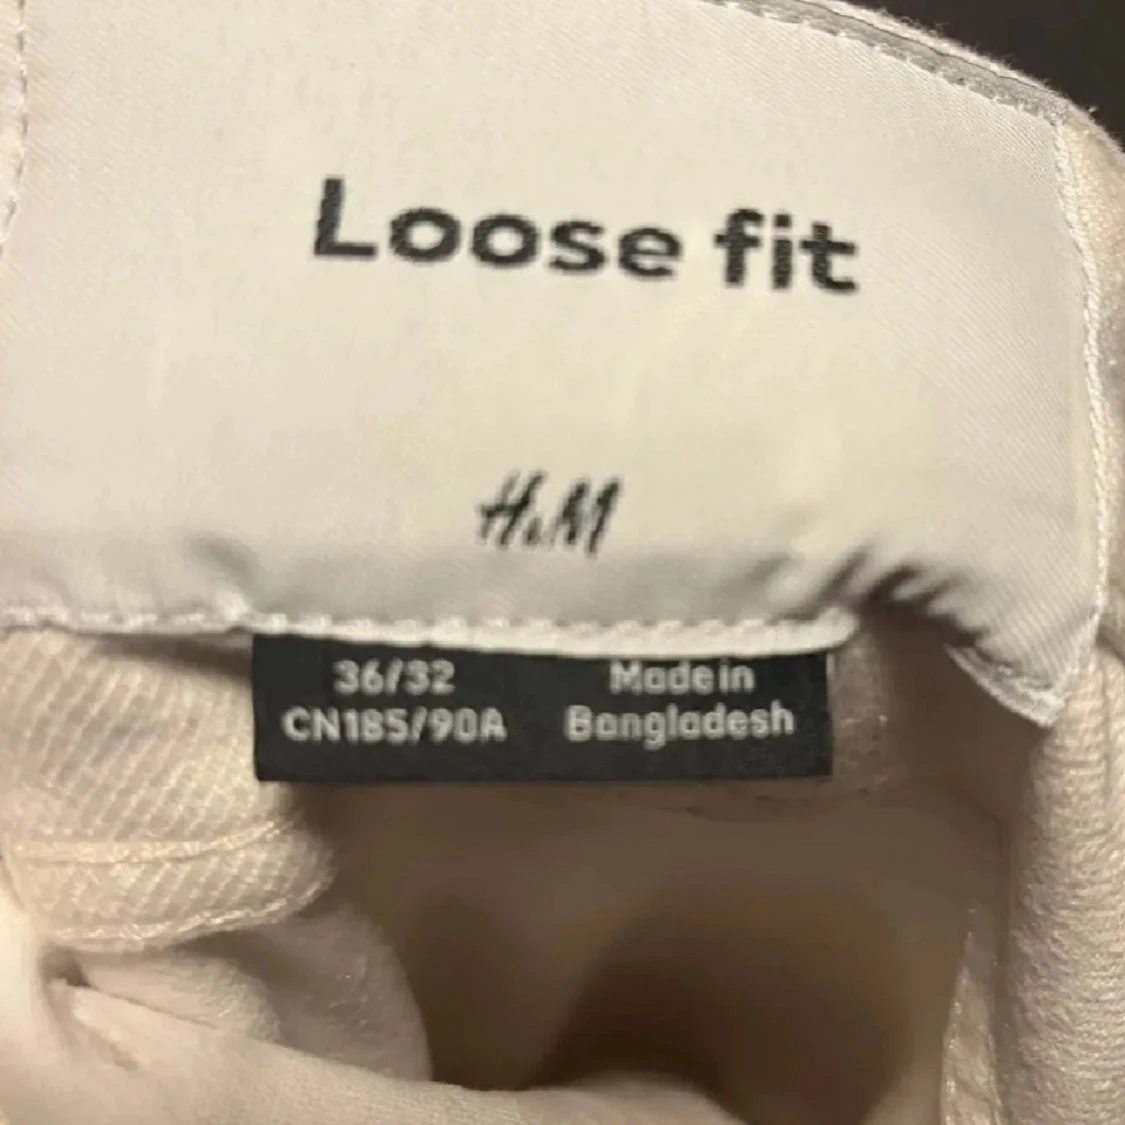 Loose fit
H&M
36/32
CN185/90A
Made in
Bangladesh